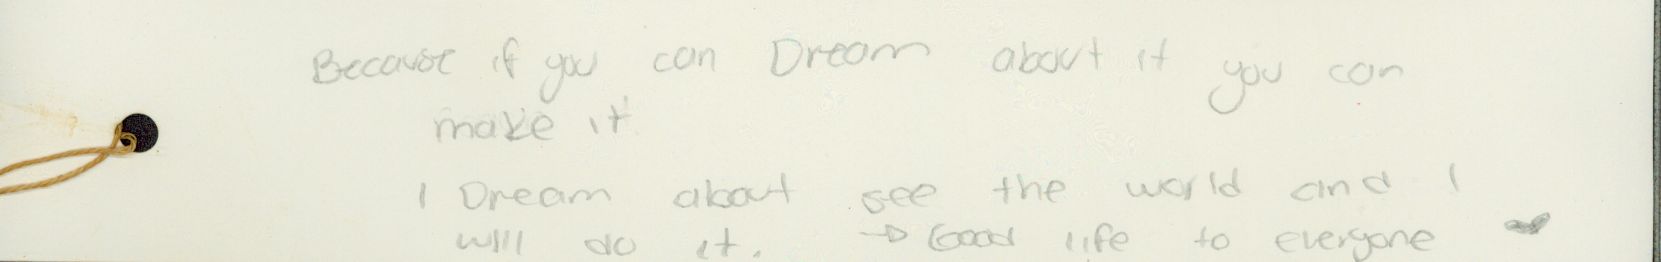 Because if you can Dream about it you can
make it
I Dream about see the world and I
will do it. → Good life to everyone ♥